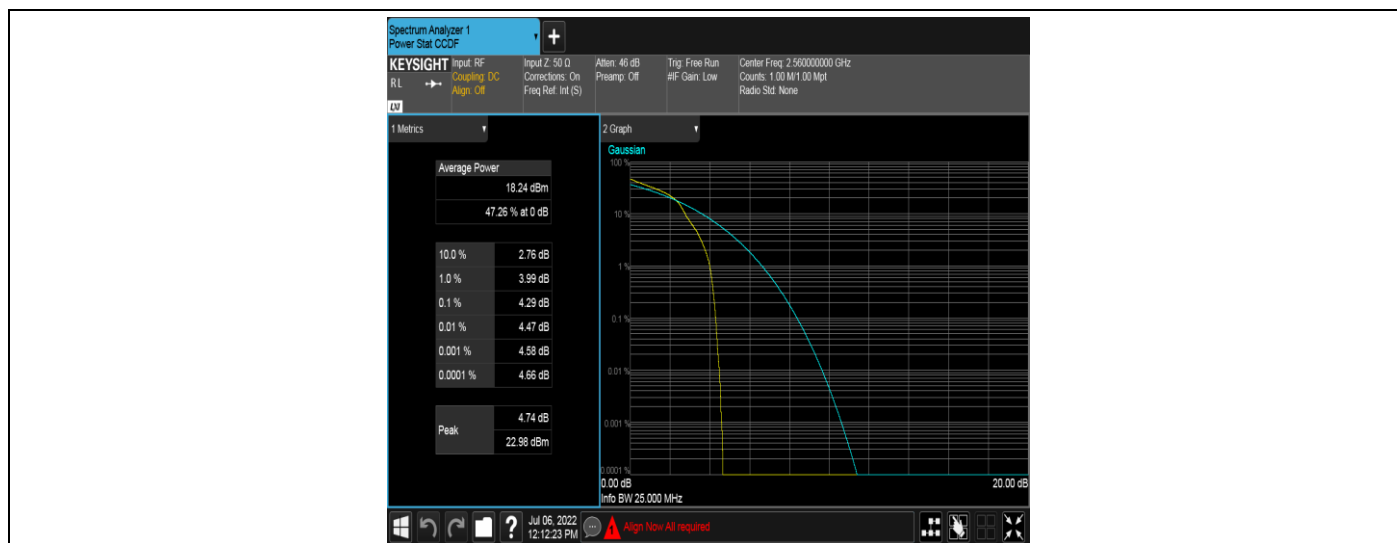 Spectrum Analyzer 1
Power Stat CCDF
KEYSIGHT
RL
LXI
Input: RF
Coupling: DC
Align: Off
Input Z: 50 Ω
Corrections: On
Freq Ref: Int (S)
Atten: 46 dB
Preamp: Off
Trig: Free Run
#IF Gain: Low
Center Freq: 2.560000000 GHz
Counts: 1.00 M/1.00 Mpt
Radio Std: None
1 Metrics
Average Power
18.24 dBm
47.26 % at 0 dB
10.0 % 2.76 dB
1.0 % 3.99 dB
0.1 % 4.29 dB
0.01 % 4.47 dB
0.001 % 4.58 dB
0.0001 % 4.66 dB
Peak
4.74 dB
22.98 dBm
2 Graph
Gaussian
100 %
10 %
1 %
0.1 %
0.01 %
0.001 %
0.0001 %
0.00 dB 20.00 dB
Info BW 25.000 MHz
?
Jul 06, 2022
12:12:23 PM
Align Now All required